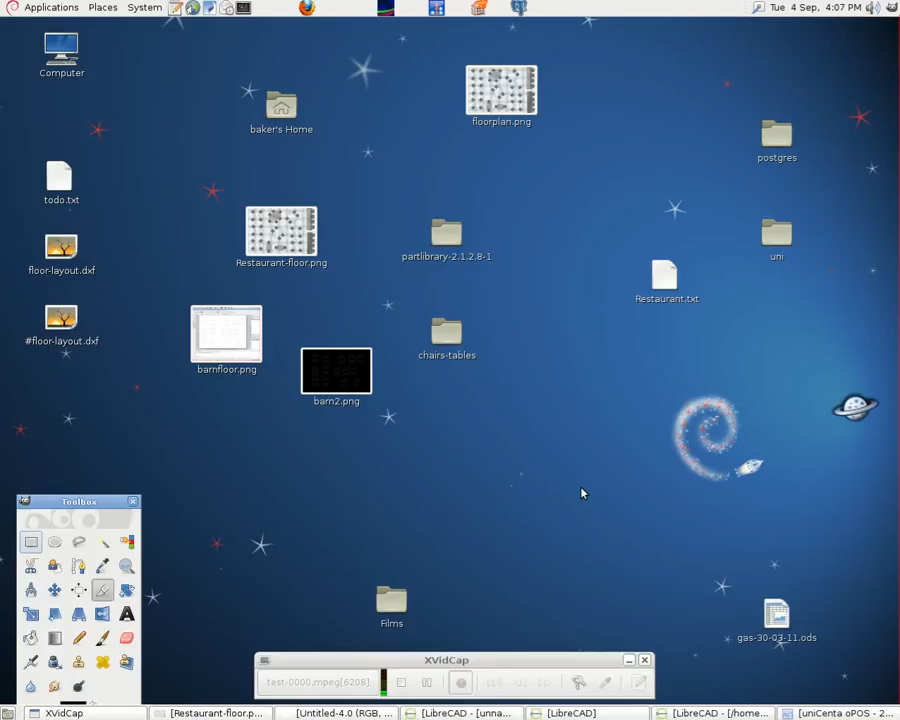 Applications Places System Tue 4 Sep, 4:07 PM
Computer
baker's Home
floorplan.png
postgres
todo.txt
Restaurant-floor.png
partlibrary-2.1.2.8-1
uni
floor-layout.dxf
Restaurant.txt
#floor-layout.dxf
barnfloor.png
chairs-tables
barn2.png
Toolbox
Films
gas-30-03-11.ods
XVidCap
test-0000.mpeg[6208]
XVidCap [Restaurant-floor.p... [Untitled-4.0 (RGB, ... [LibreCAD - [unna... [LibreCAD] [LibreCAD - [/home... [uniCenta oPOS - 2...